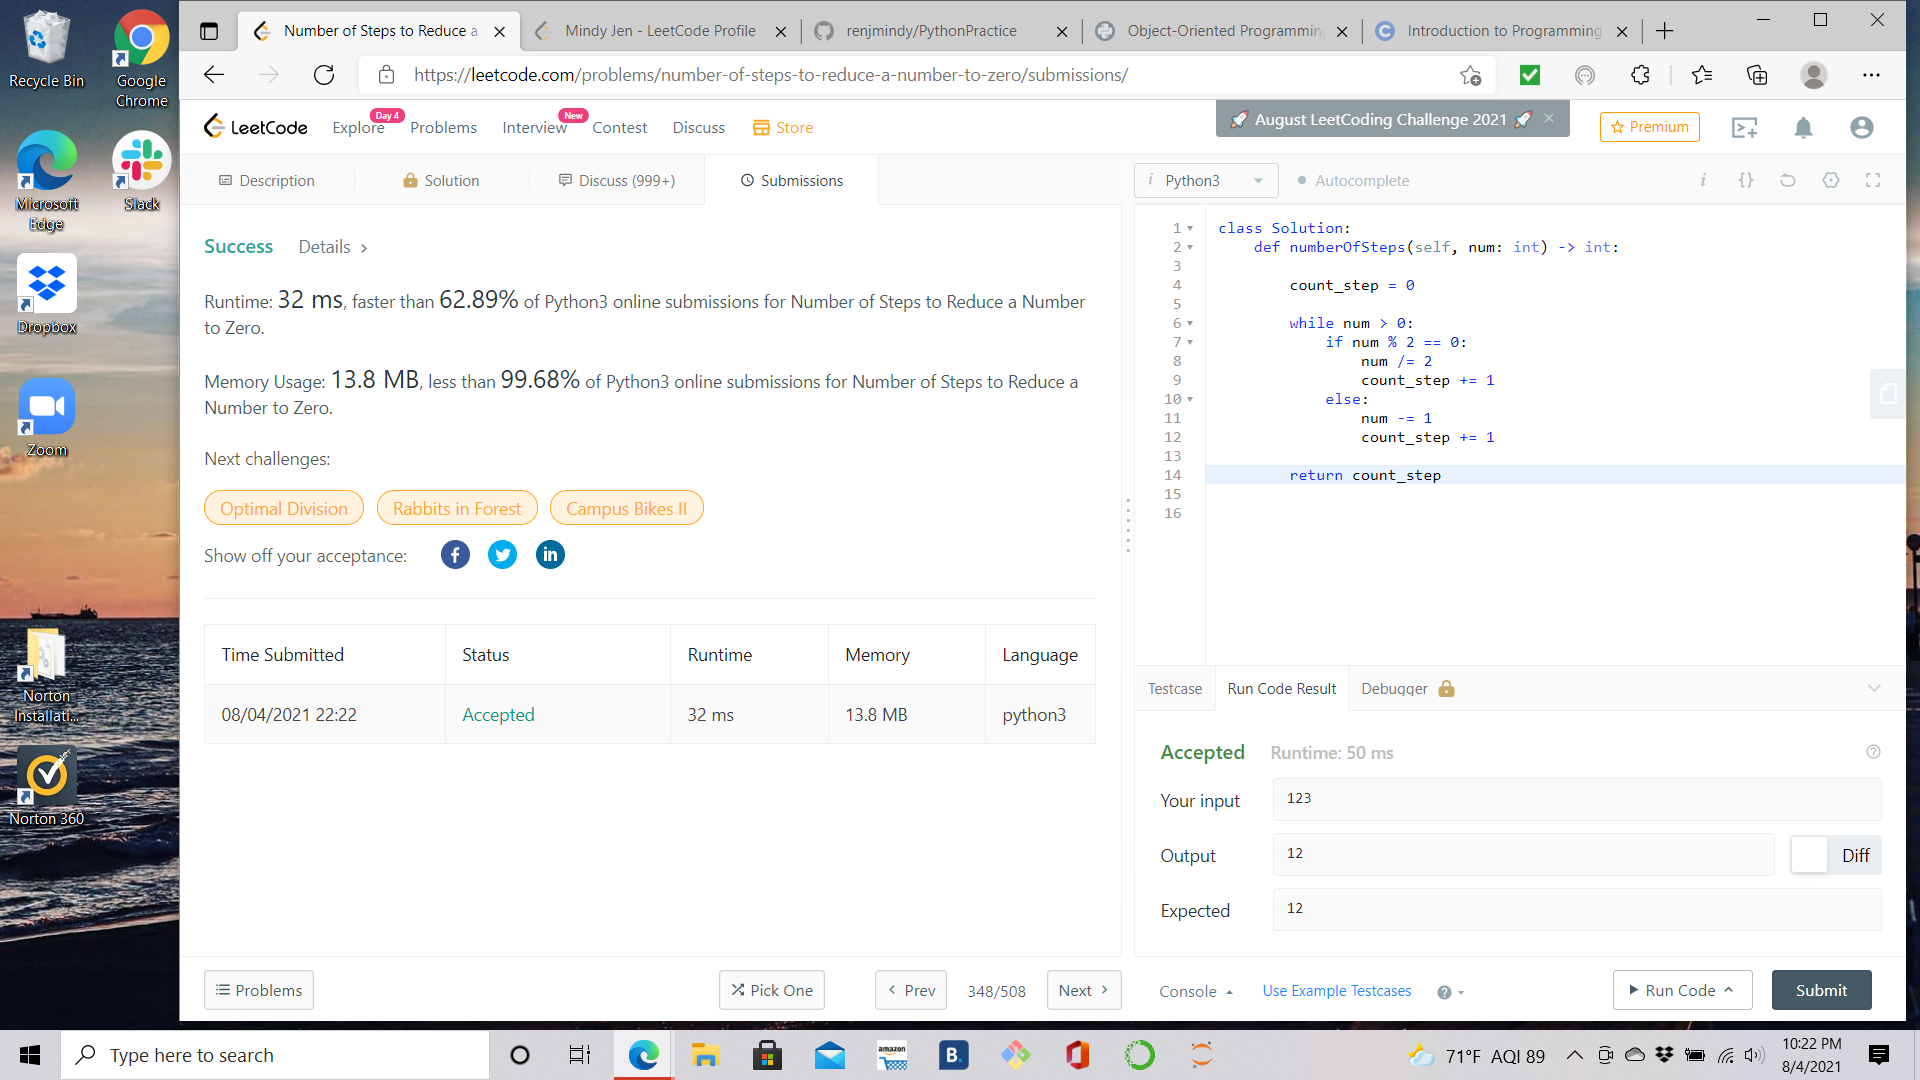 Recycle Bin
Google
Chrome
Microsoft
Edge
Slack
Dropbox
Zoom
Norton
Installati...
Norton 360
Number of Steps to Reduce a
Mindy Jen - LeetCode Profile
renjmindy/PythonPractice
Object-Oriented Programmin
Introduction to Programming
https://leetcode.com/problems/number-of-steps-to-reduce-a-number-to-zero/submissions/
LeetCode
Explore
Day 4
Problems
Interview
New
Contest
Discuss
Store
August LeetCoding Challenge 2021
Premium
Description
Solution
Discuss (999+)
Submissions
Success
Details
Runtime: 32 ms, faster than 62.89% of Python3 online submissions for Number of Steps to Reduce a Number
to Zero.
Memory Usage: 13.8 MB, less than 99.68% of Python3 online submissions for Number of Steps to Reduce a
Number to Zero.
Next challenges:
Optimal Division
Rabbits in Forest
Campus Bikes II
Show off your acceptance:
Time Submitted
Status
Runtime
Memory
Language
08/04/2021 22:22
Accepted
32 ms
13.8 MB
python3
Problems
Pick One
Prev
348/508
Next
i Python3
Autocomplete
i {}
1 class Solution:
2 def numberOfSteps(self, num: int) -> int:
3
4 count_step = 0
5
6 while num > 0:
7 if num % 2 == 0:
8 num /= 2
9 count_step += 1
10 else:
11 num -= 1
12 count_step += 1
13
14 return count_step
15
16
Testcase
Run Code Result
Debugger
Accepted
Runtime: 50 ms
Your input
123
Output
12
Diff
Expected
12
Console
Use Example Testcases
Run Code
Submit
Type here to search
amazon
B.
71°F AQI 89
10:22 PM
8/4/2021